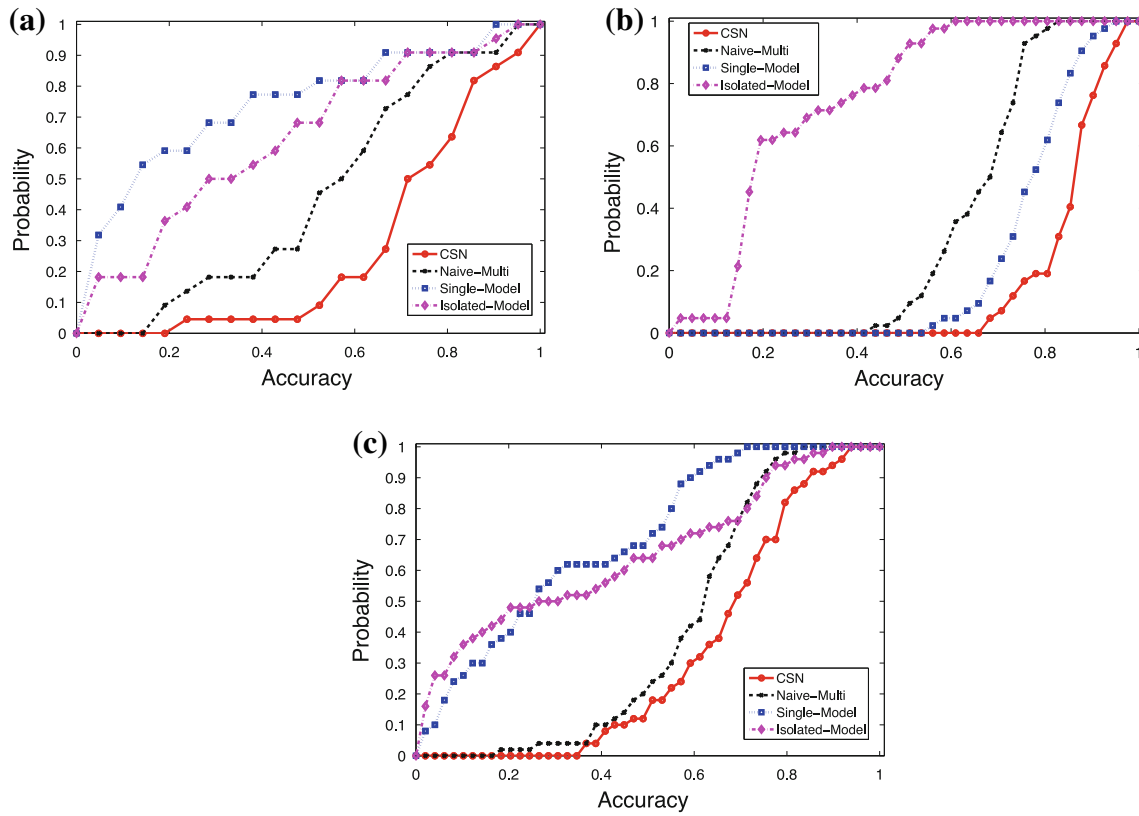 (a)
1
0.9
0.8
0.7
0.6
0.5
0.4
0.3
0.2
0.1
0
0 0.2 0.4 0.6 0.8 1
Probability
Accuracy
CSN
Naive-Multi
Single-Model
Isolated-Model
(b)
1
0.8
0.6
0.4
0.2
0
0 0.2 0.4 0.6 0.8 1
Probability
Accuracy
CSN
Naive-Multi
Single-Model
Isolated-Model
(c)
1
0.9
0.8
0.7
0.6
0.5
0.4
0.3
0.2
0.1
0
0 0.2 0.4 0.6 0.8 1
Probability
Accuracy
CSN
Naive-Multi
Single-Model
Isolated-Model